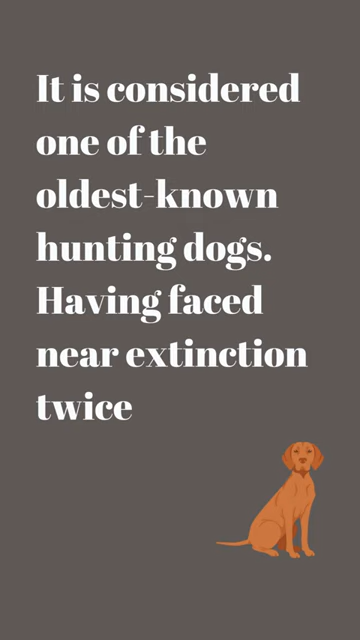 It is considered
one of the
oldest-known
hunting dogs.
Having faced
near extinction
twice